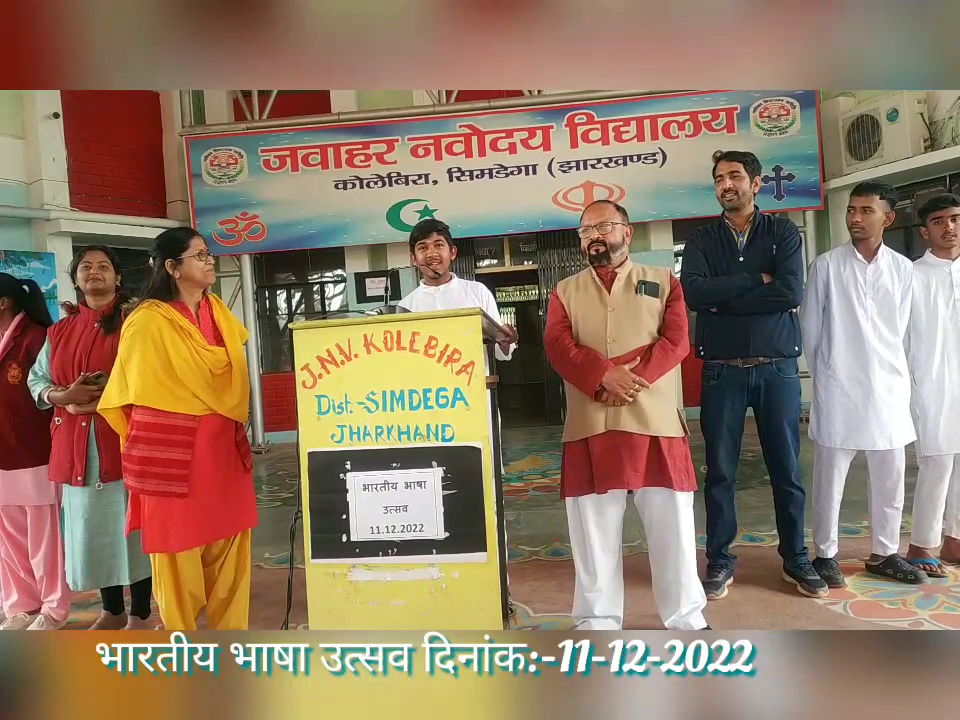 जवाहर नवोदय विद्यालय
कोलेबिरा, सिमडेगा (झारखण्ड)
J.N.V. KOLEBIRA
Dist.-SIMDEGA
JHARKHAND
भारतीय भाषा
उत्सव
11.12.2022
भारतीय भाषा उत्सव दिनांक:-11-12-2022